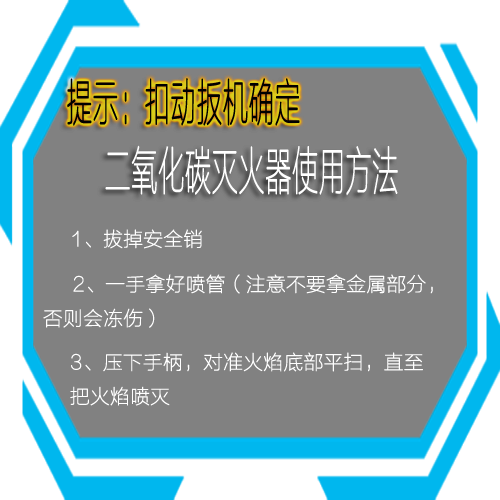 提示：扣动扳机确定
二氧化碳灭火器使用方法
1、拔掉安全销
2、一手拿好喷管（注意不要拿金属部分，
否则会冻伤）
3、压下手柄，对准火焰底部平扫，直至
把火焰喷灭